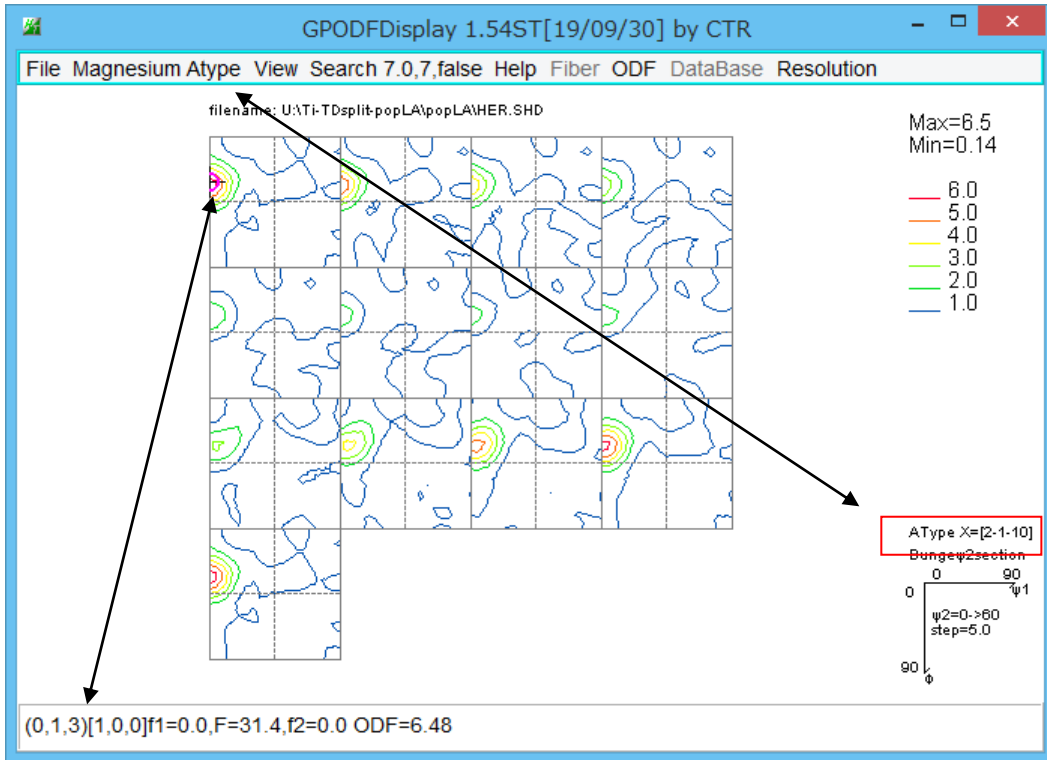 GPODFDisplay 1.54ST[19/09/30] by CTR
File Magnesium Atype View Search 7.0,7,false Help Fiber ODF DataBase Resolution
filename: U:\Ti-TDsplit-popLA\popLA\HER.SHD
Max=6.5
Min=0.14
6.0
5.0
4.0
3.0
2.0
1.0
AType X=[2-1-10]
Bungeψ2section
0 90
0 ψ1
ψ2=0->60
step=5.0
90
Φ
(0,1,3)[1,0,0]f1=0.0,F=31.4,f2=0.0 ODF=6.48